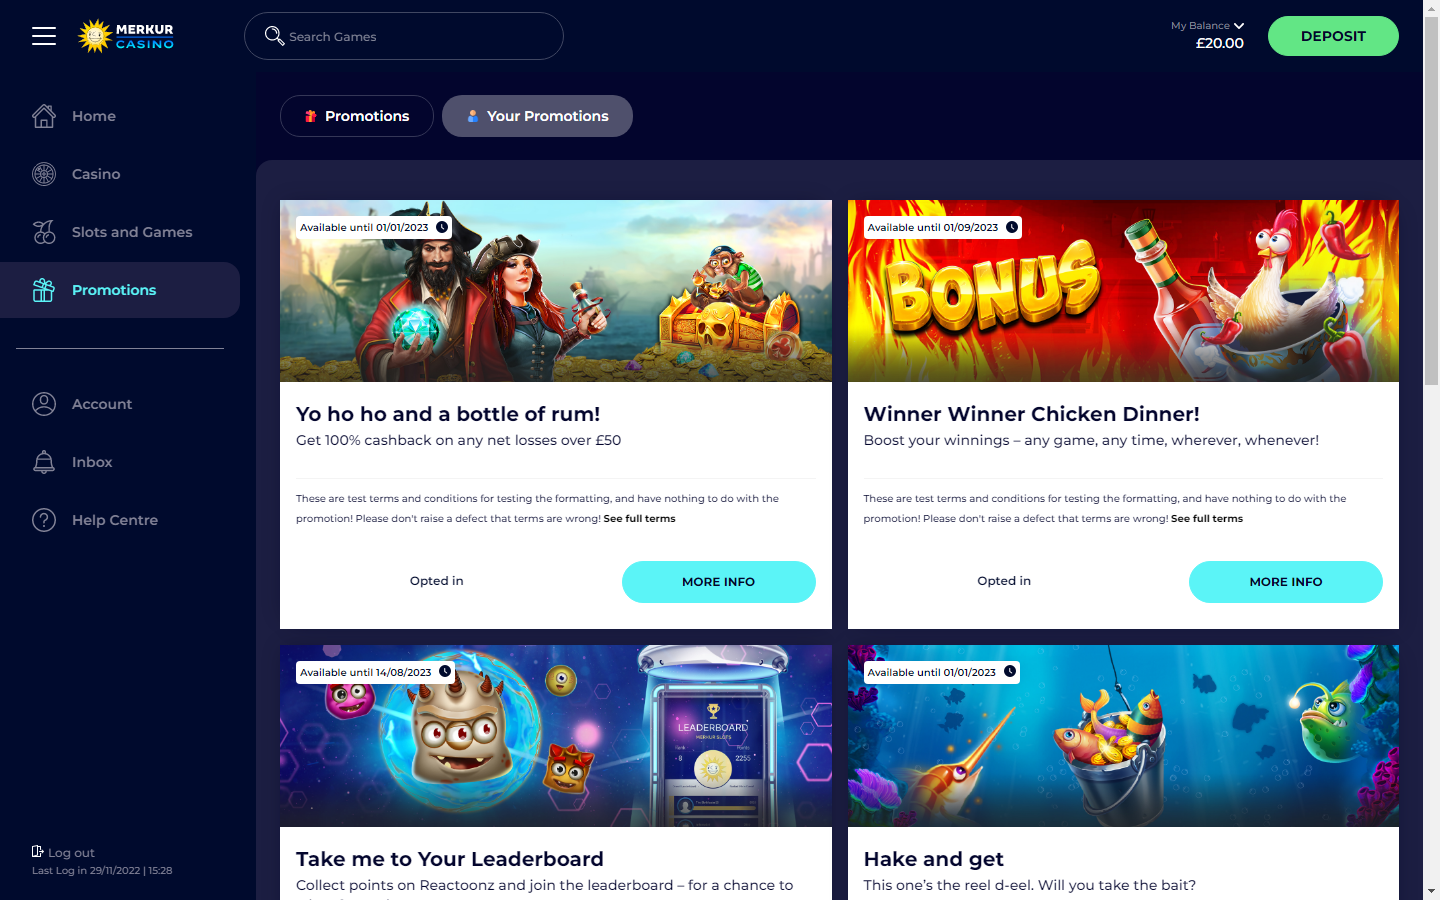 MERKUR
CASINO
Search Games
My Balance
£20.00
DEPOSIT
Home
Casino
Slots and Games
Promotions
Account
Inbox
Help Centre
Log out
Last Log in 29/11/2022 | 15:28
Promotions
Your Promotions
Available until 01/01/2023
Yo ho ho and a bottle of rum!
Get 100% cashback on any net losses over £50
These are test terms and conditions for testing the formatting, and have nothing to do with the
promotion! Please don't raise a defect that terms are wrong! See full terms
Opted in
MORE INFO
Available until 01/09/2023
BONUS
Winner Winner Chicken Dinner!
Boost your winnings – any game, any time, wherever, whenever!
These are test terms and conditions for testing the formatting, and have nothing to do with the
promotion! Please don't raise a defect that terms are wrong! See full terms
Opted in
MORE INFO
Available until 14/08/2023
LEADERBOARD
MERKUR SLOTS
Rank
Points
8
2255
Take me to Your Leaderboard
Collect points on Reactoonz and join the leaderboard – for a chance to
Available until 01/01/2023
Hake and get
This one's the reel d-eel. Will you take the bait?